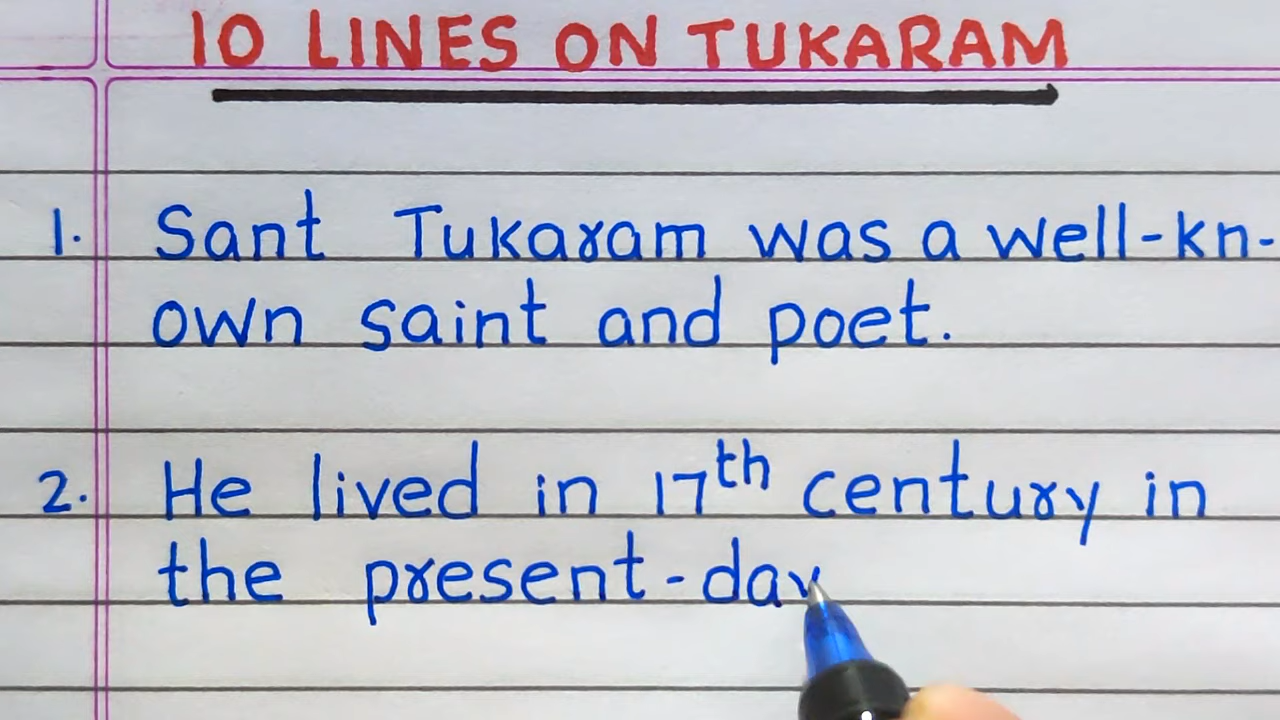 10 LINES ON TUKARAM
1. Sant Tukaram was a well-kn-
own saint and poet.
2. He lived in 17th century in
the present-day